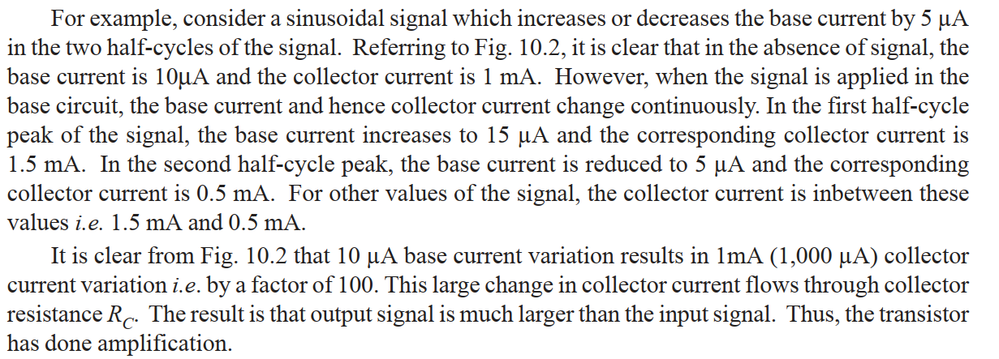 For example, consider a sinusoidal signal which increases or decreases the base current by 5 μA
in the two half-cycles of the signal. Referring to Fig. 10.2, it is clear that in the absence of signal, the
base current is 10μA and the collector current is 1 mA. However, when the signal is applied in the
base circuit, the base current and hence collector current change continuously. In the first half-cycle
peak of the signal, the base current increases to 15 μA and the corresponding collector current is
1.5 mA. In the second half-cycle peak, the base current is reduced to 5 μA and the corresponding
collector current is 0.5 mA. For other values of the signal, the collector current is inbetween these
values i.e. 1.5 mA and 0.5 mA.
It is clear from Fig. 10.2 that 10 μA base current variation results in 1mA (1,000 μA) collector
current variation i.e. by a factor of 100. This large change in collector current flows through collector
resistance R_C. The result is that output signal is much larger than the input signal. Thus, the transistor
has done amplification.